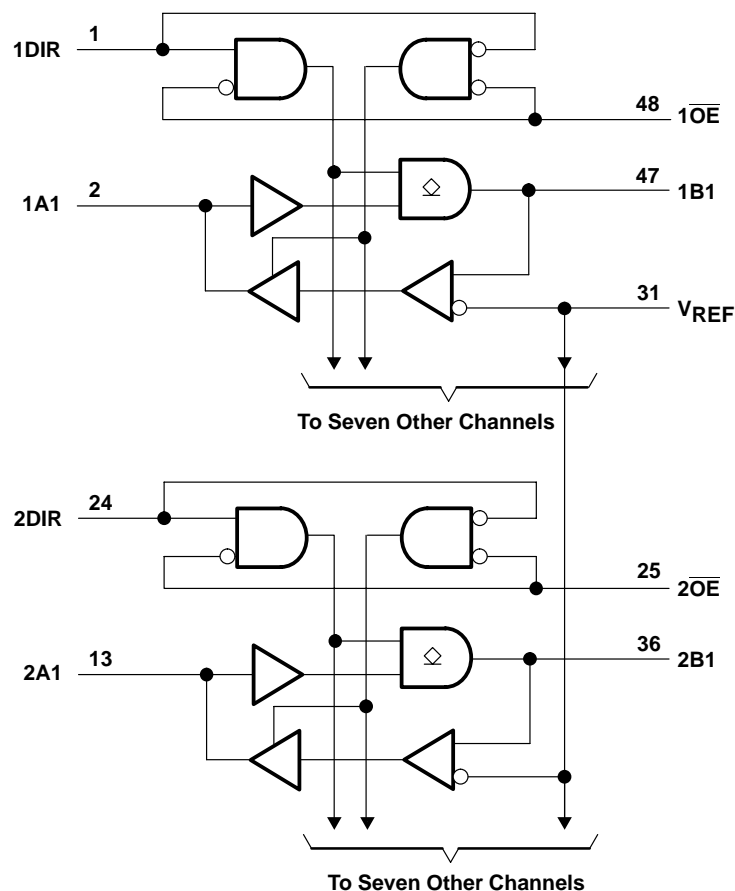 1DIR 1
48 1OE
47 1B1
1A1 2
31 VREF
To Seven Other Channels
2DIR 24
25 2OE
36 2B1
2A1 13
To Seven Other Channels